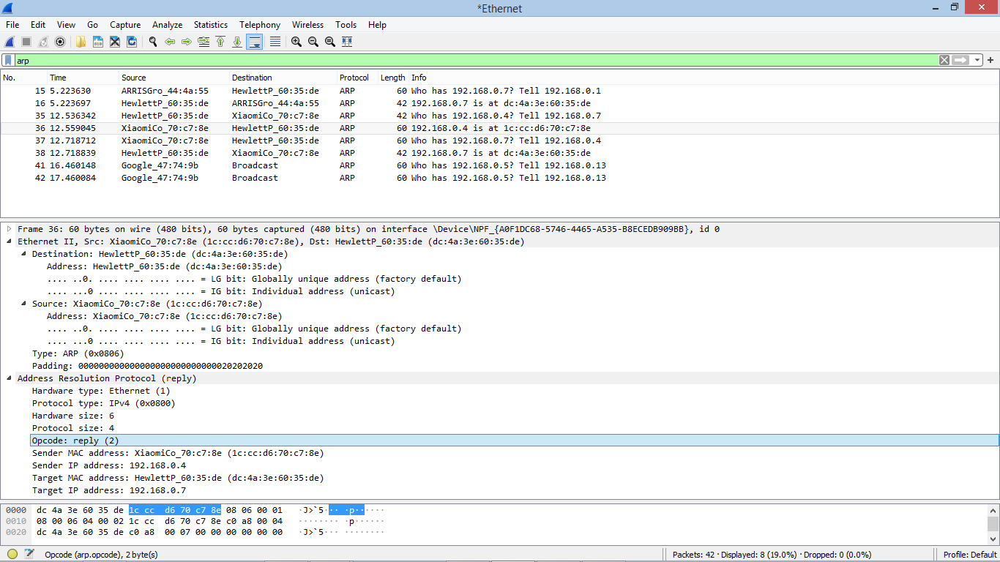 *Ethernet
File Edit View Go Capture Analyze Statistics Telephony Wireless Tools Help
arp
No. Time Source Destination Protocol Length Info
15 5.223630 ARRISGro_44:4a:55 HewlettP_60:35:de ARP 60 Who has 192.168.0.7? Tell 192.168.0.1
16 5.223697 HewlettP_60:35:de ARRISGro_44:4a:55 ARP 42 192.168.0.7 is at dc:4a:3e:60:35:de
35 12.536342 HewlettP_60:35:de XiaomiCo_70:c7:8e ARP 42 Who has 192.168.0.4? Tell 192.168.0.7
36 12.559045 XiaomiCo_70:c7:8e HewlettP_60:35:de ARP 60 192.168.0.4 is at 1c:cc:d6:70:c7:8e
37 12.718712 XiaomiCo_70:c7:8e HewlettP_60:35:de ARP 60 Who has 192.168.0.7? Tell 192.168.0.4
38 12.718839 HewlettP_60:35:de XiaomiCo_70:c7:8e ARP 42 192.168.0.7 is at dc:4a:3e:60:35:de
41 16.460148 Google_47:74:9b Broadcast ARP 60 Who has 192.168.0.5? Tell 192.168.0.13
42 17.460084 Google_47:74:9b Broadcast ARP 60 Who has 192.168.0.5? Tell 192.168.0.13
Frame 36: 60 bytes on wire (480 bits), 60 bytes captured (480 bits) on interface \Device\NPF_{A0F1DC68-5746-4465-A535-B8ECEDB909BB}, id 0
Ethernet II, Src: XiaomiCo_70:c7:8e (1c:cc:d6:70:c7:8e), Dst: HewlettP_60:35:de (dc:4a:3e:60:35:de)
Destination: HewlettP_60:35:de (dc:4a:3e:60:35:de)
Address: HewlettP_60:35:de (dc:4a:3e:60:35:de)
.... ..0. .... .... .... .... = LG bit: Globally unique address (factory default)
.... ...0 .... .... .... .... = IG bit: Individual address (unicast)
Source: XiaomiCo_70:c7:8e (1c:cc:d6:70:c7:8e)
Address: XiaomiCo_70:c7:8e (1c:cc:d6:70:c7:8e)
.... ..0. .... .... .... .... = LG bit: Globally unique address (factory default)
.... ...0 .... .... .... .... = IG bit: Individual address (unicast)
Type: ARP (0x0806)
Padding: 000000000000000000000000000020202020
Address Resolution Protocol (reply)
Hardware type: Ethernet (1)
Protocol type: IPv4 (0x0800)
Hardware size: 6
Protocol size: 4
Opcode: reply (2)
Sender MAC address: XiaomiCo_70:c7:8e (1c:cc:d6:70:c7:8e)
Sender IP address: 192.168.0.4
Target MAC address: HewlettP_60:35:de (dc:4a:3e:60:35:de)
Target IP address: 192.168.0.7
0000 dc 4a 3e 60 35 de 1c cc d6 70 c7 8e 08 06 00 01 ·J>`5··· ·p······
0010 08 00 06 04 00 02 1c cc d6 70 c7 8e c0 a8 00 04 ········ ·p······
0020 dc 4a 3e 60 35 de c0 a8 00 07 00 00 00 00 00 00 ·J>`5··· ········
Opcode (arp.opcode), 2 byte(s)
Packets: 42 · Displayed: 8 (19.0%) · Dropped: 0 (0.0%)
Profile: Default